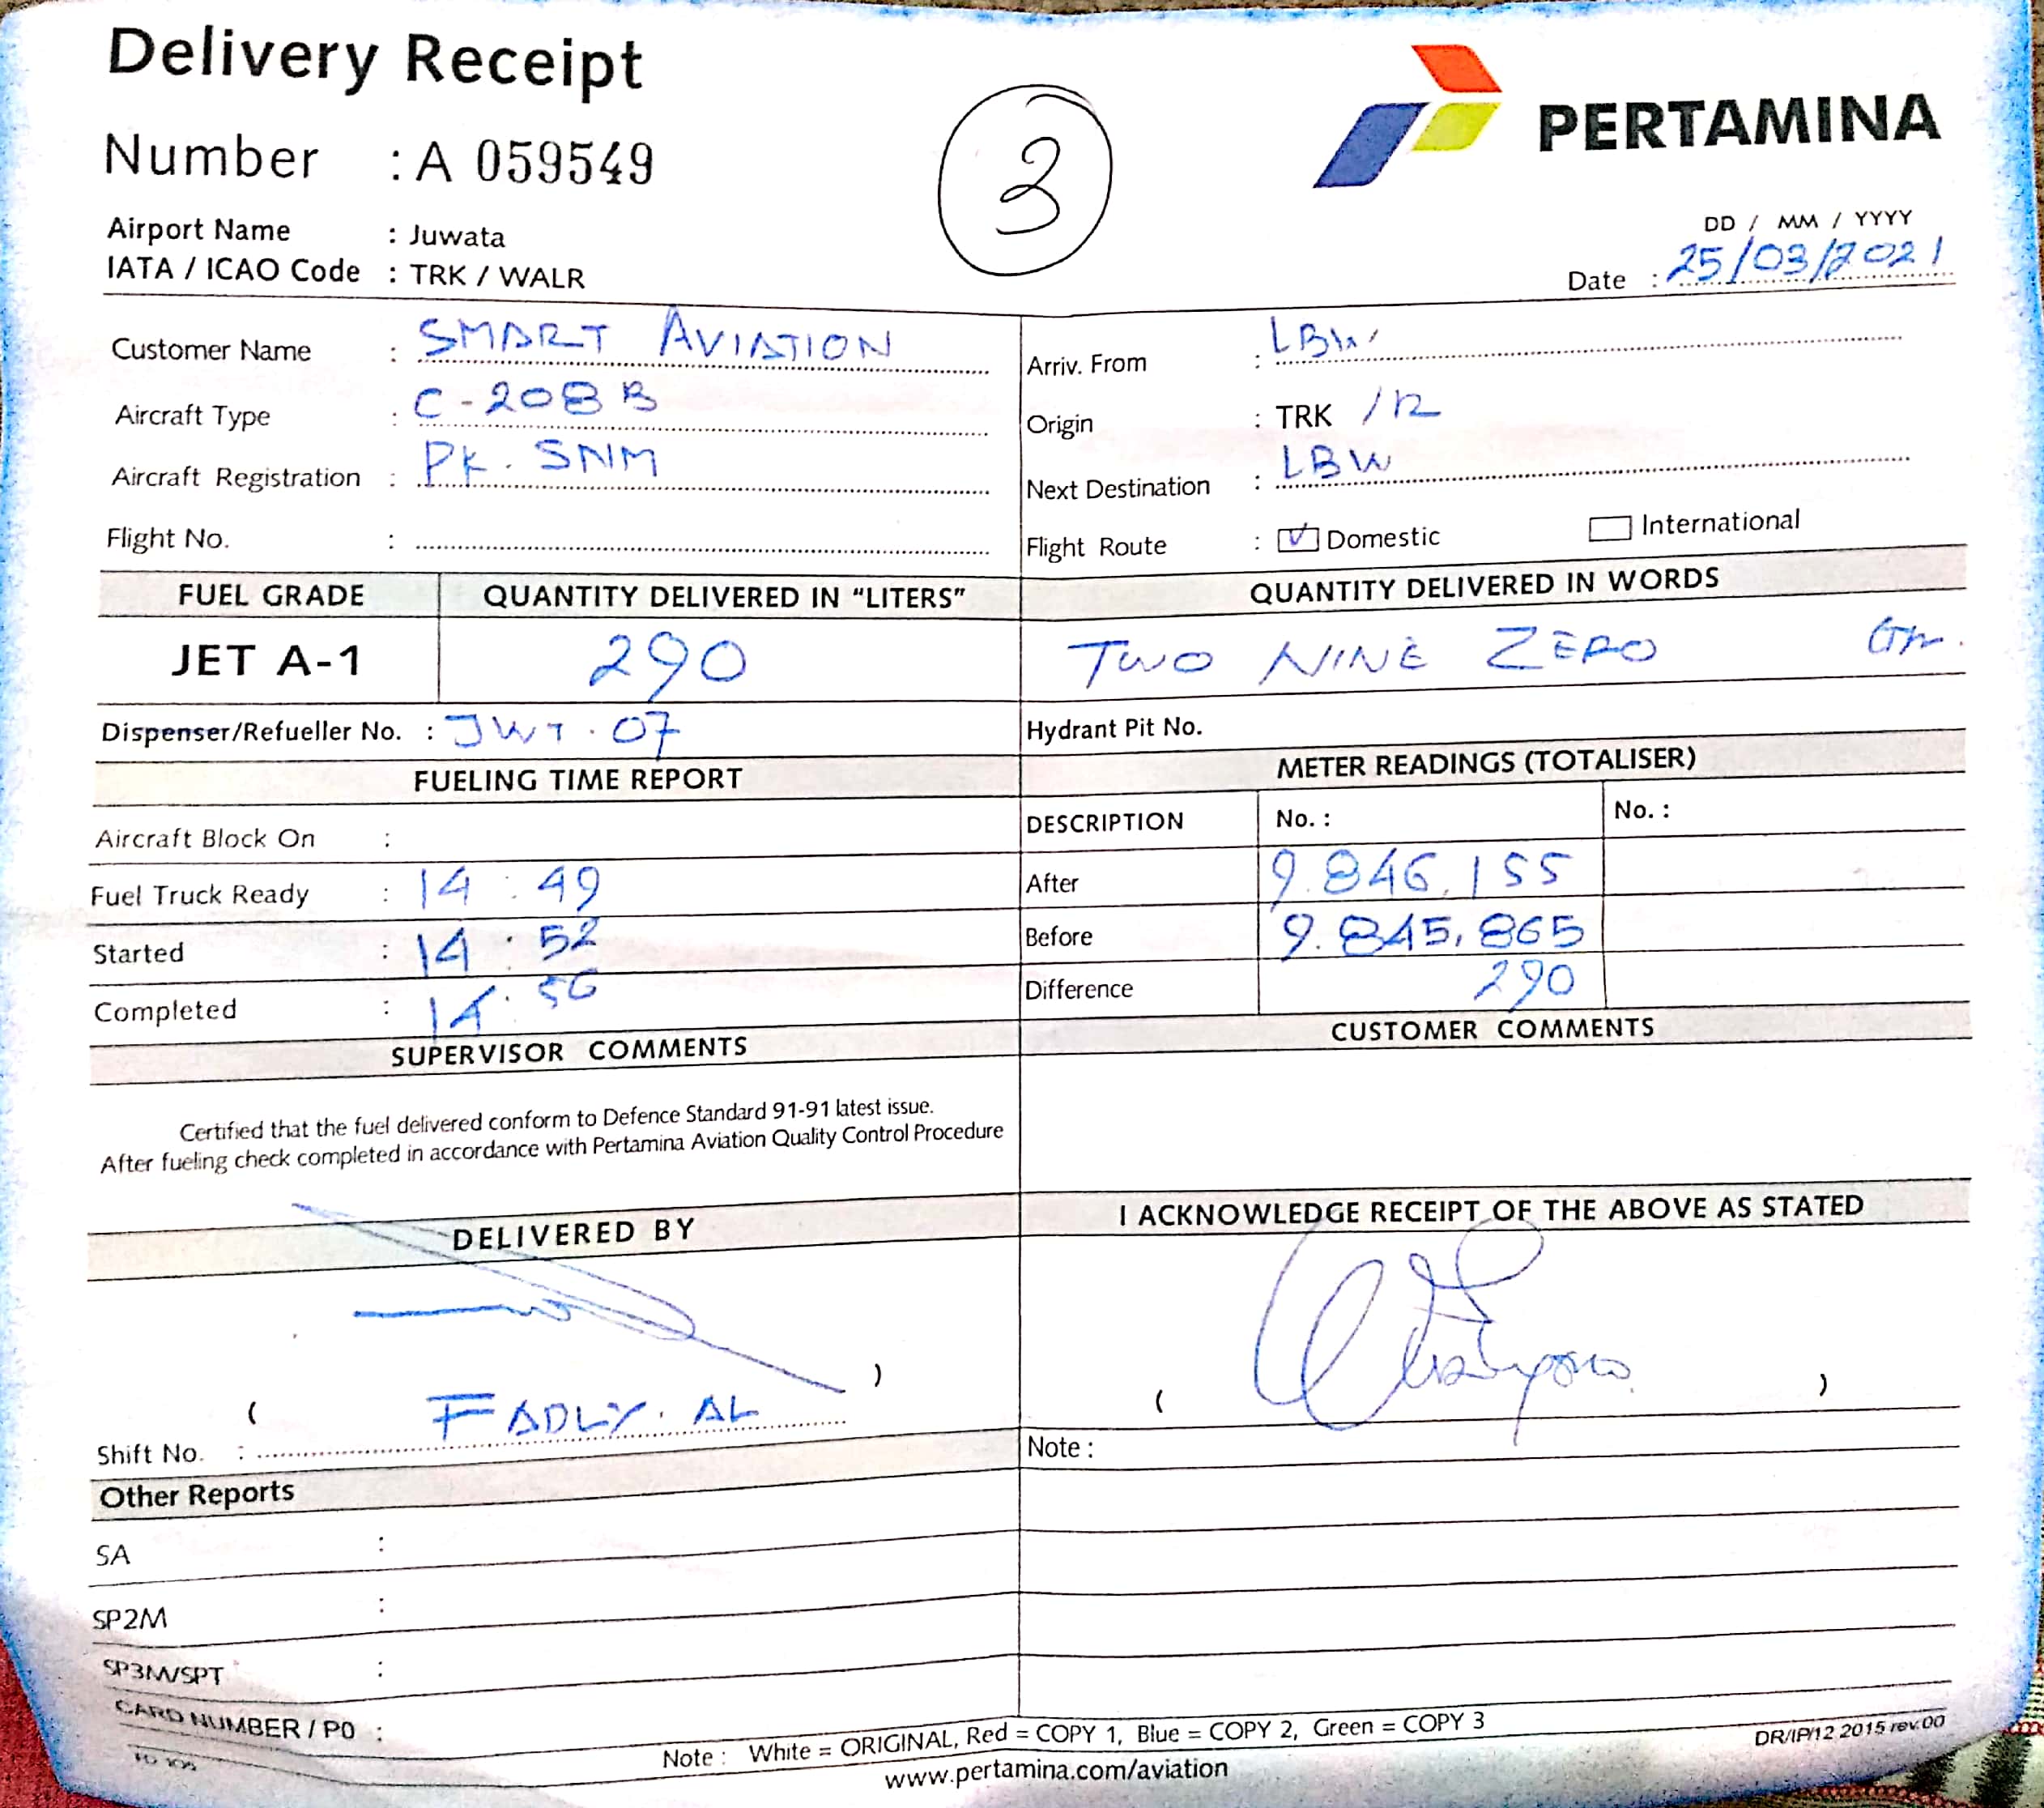 Delivery Receipt
PERTAMINA
Number : A 059549
3
Airport Name : Juwata
IATA / ICAO Code : TRK / WALR
DD / MM / YYYY
Date : 25/03/2021
Customer Name : SMART AVIATION
Aircraft Type : C-208 B
Aircraft Registration : PK. SNM
Flight No. :
Arriv. From : LBW
Origin : TRK
Next Destination : LBW
Flight Route : Domestic International
FUEL GRADE QUANTITY DELIVERED IN "LITERS" QUANTITY DELIVERED IN WORDS
JET A-1 290 TWO NINE ZERO
Dispenser/Refueller No. : JWT . 07 Hydrant Pit No.
FUELING TIME REPORT
Aircraft Block On :
Fuel Truck Ready : 14 : 49
Started : 14 : 52
Completed : 14 : 56
METER READINGS (TOTALISER)
DESCRIPTION No. : No. :
After 9.846.155
Before 9.845,865
Difference 290
SUPERVISOR COMMENTS
Certified that the fuel delivered conform to Defence Standard 91-91 latest issue.
After fueling check completed in accordance with Pertamina Aviation Quality Control Procedure
CUSTOMER COMMENTS
DELIVERED BY
( FADLY. AL )
Shift No. :
I ACKNOWLEDGE RECEIPT OF THE ABOVE AS STATED
( )
Note :
Other Reports
SA :
SP2M :
SP3M/SPT :
CARD NUMBER / P0 :
Note : White = ORIGINAL, Red = COPY 1, Blue = COPY 2, Green = COPY 3
DR/IP/12 2015 rev.00
www.pertamina.com/aviation